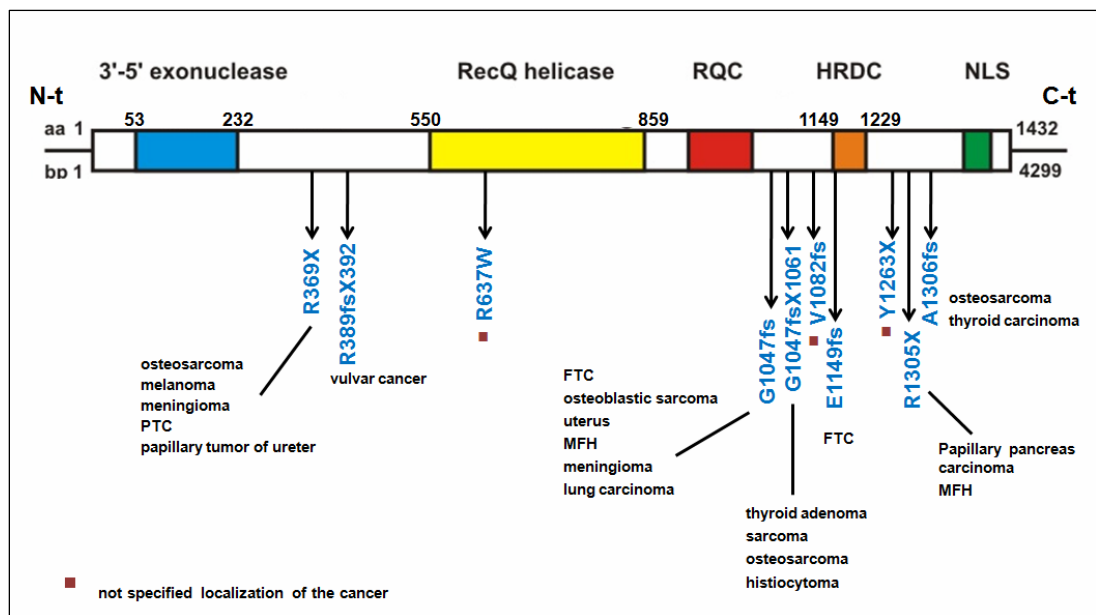 3'-5' exonuclease RecQ helicase RQC HRDC NLS
N-t C-t
53 232 550 859 1149 1229
aa 1 1432
bp 1 4299
R369X
R389fsX392
R637W
G1047fs
G1047fsX1061
V1082fs
E1149fs
Y1263X
R1305X
A1306fs
osteosarcoma
thyroid carcinoma
osteosarcoma
melanoma
meningioma
PTC
papillary tumor of ureter
vulvar cancer
FTC
osteoblastic sarcoma
uterus
MFH
meningioma
lung carcinoma
FTC
Papillary pancreas
carcinoma
MFH
thyroid adenoma
sarcoma
osteosarcoma
histiocytoma
not specified localization of the cancer